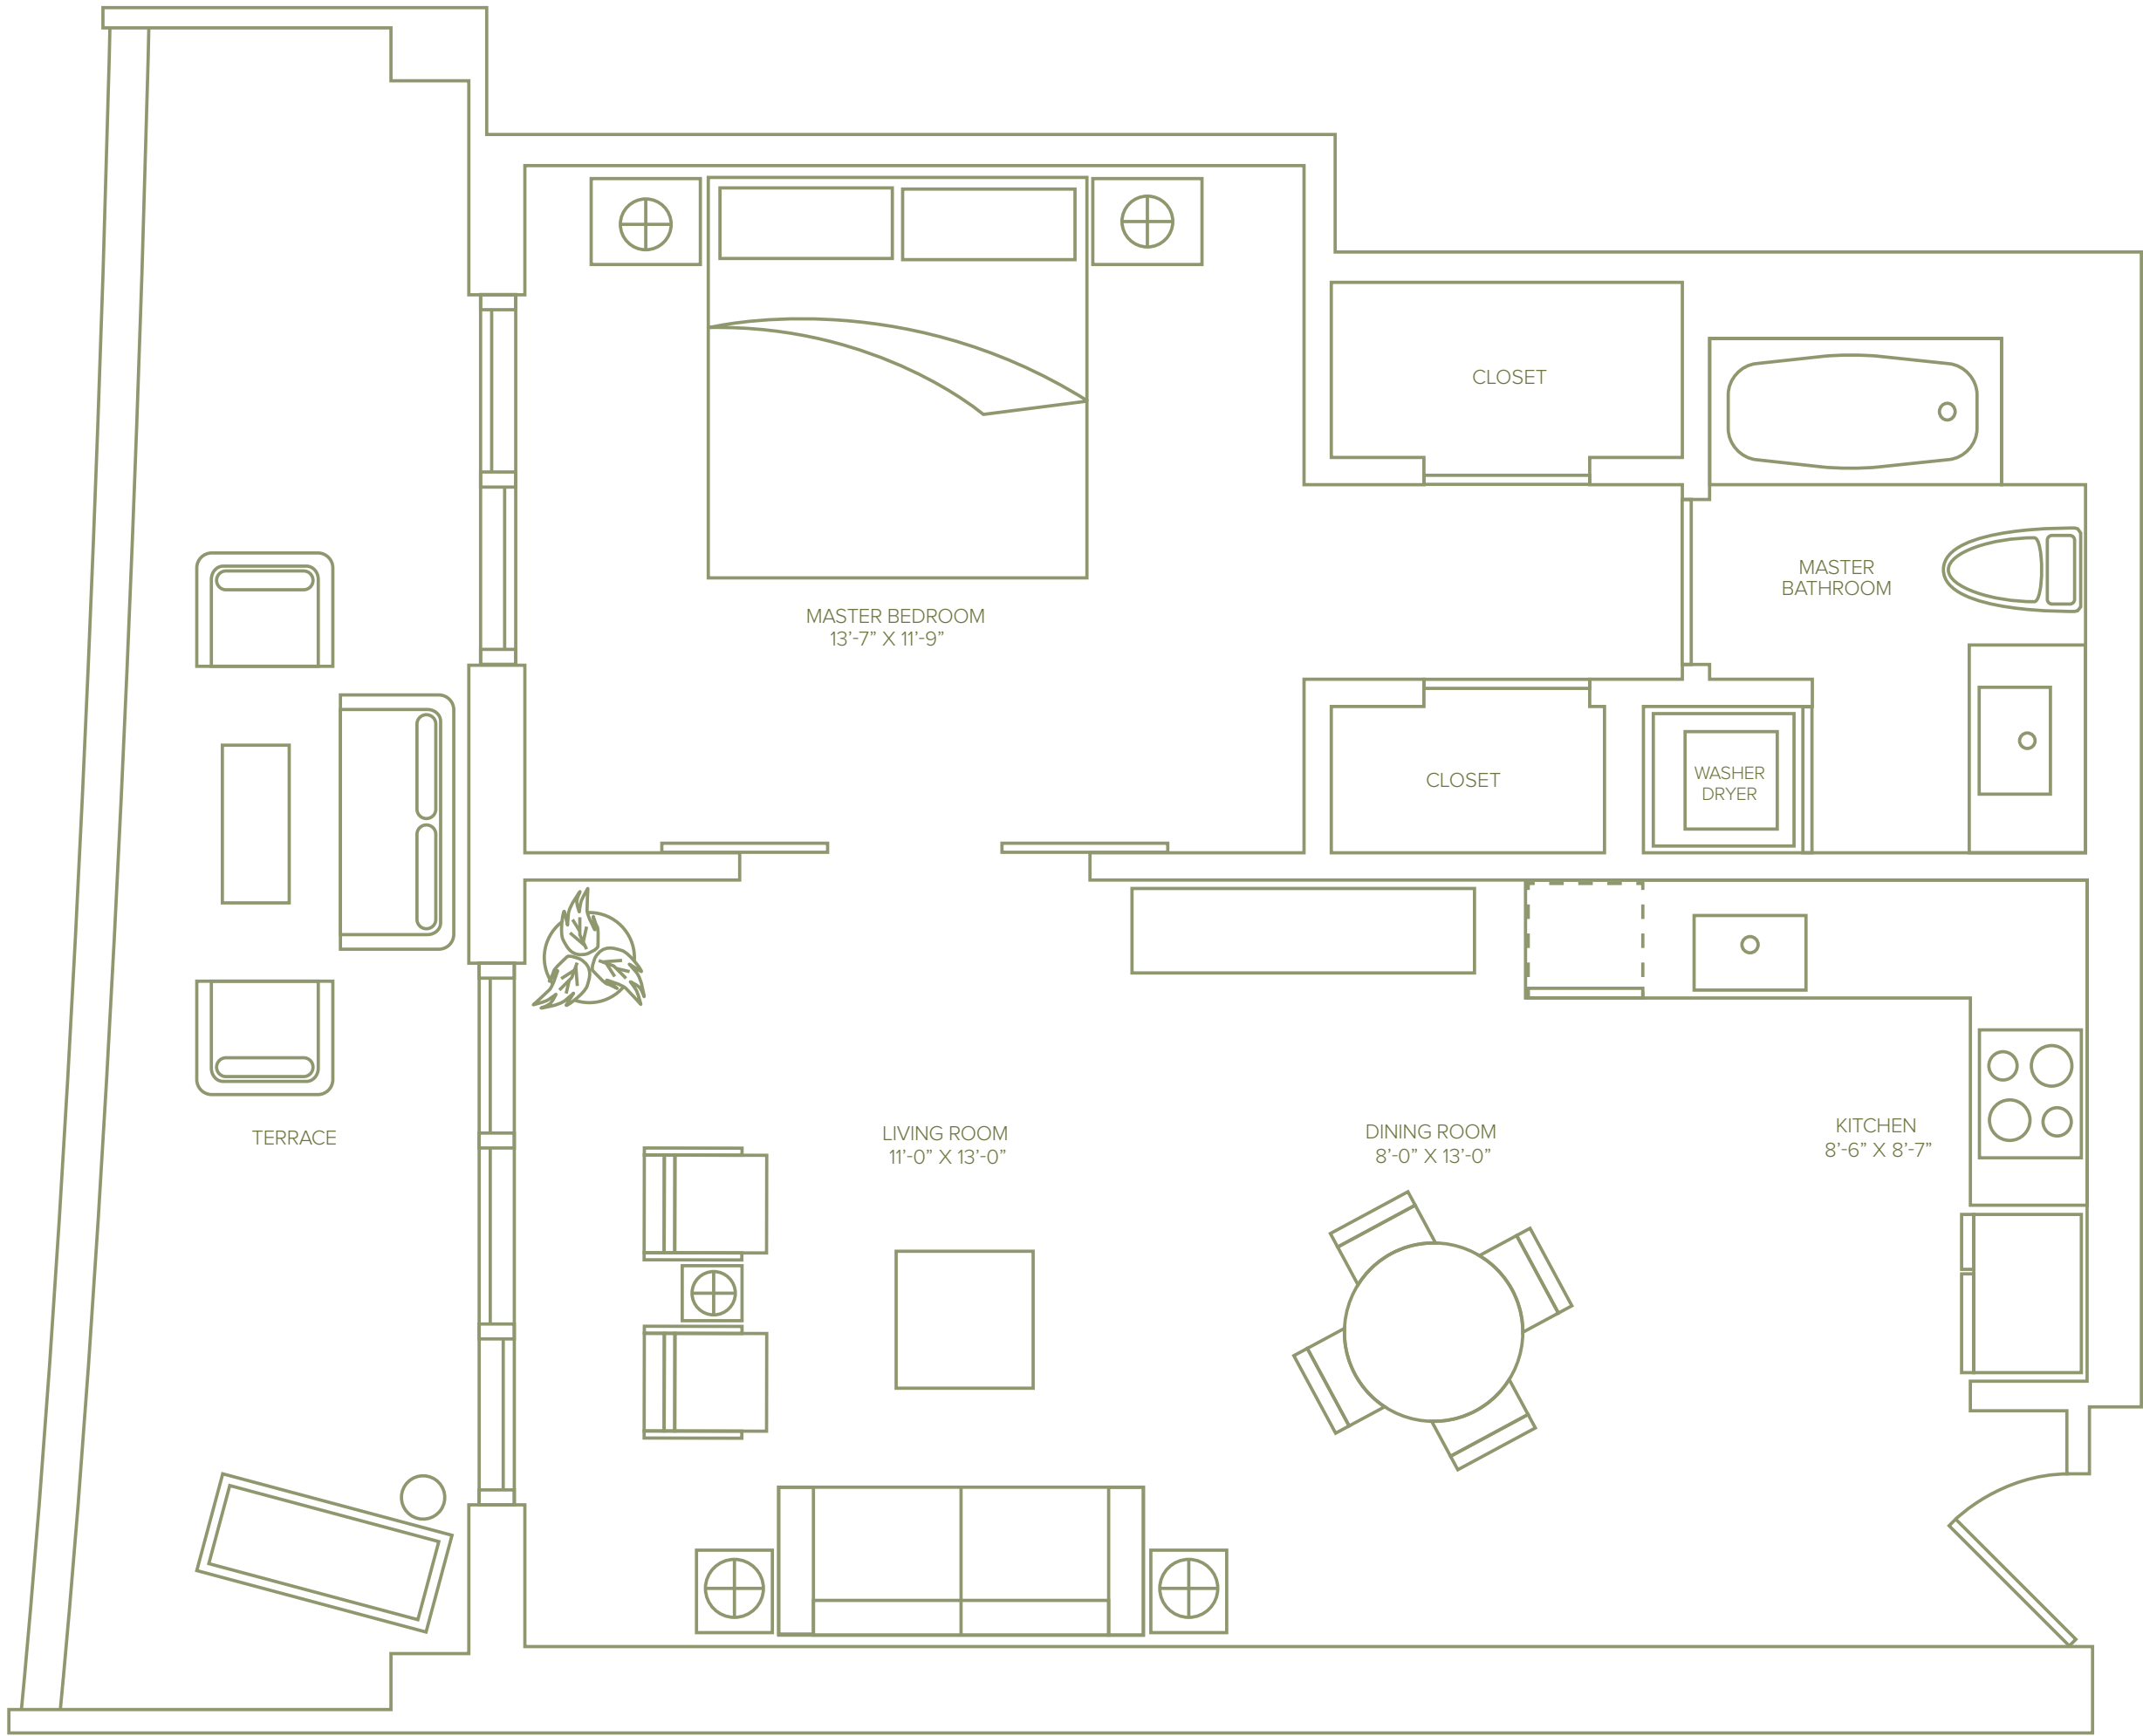 CLOSET
MASTER
BATHROOM
MASTER BEDROOM
13’-7” X 11’-9”
CLOSET
WASHER
DRYER
TERRACE
LIVING ROOM
11’-0” X 13’-0”
DINING ROOM
8’-0” X 13’-0”
KITCHEN
8’-6” X 8’-7”